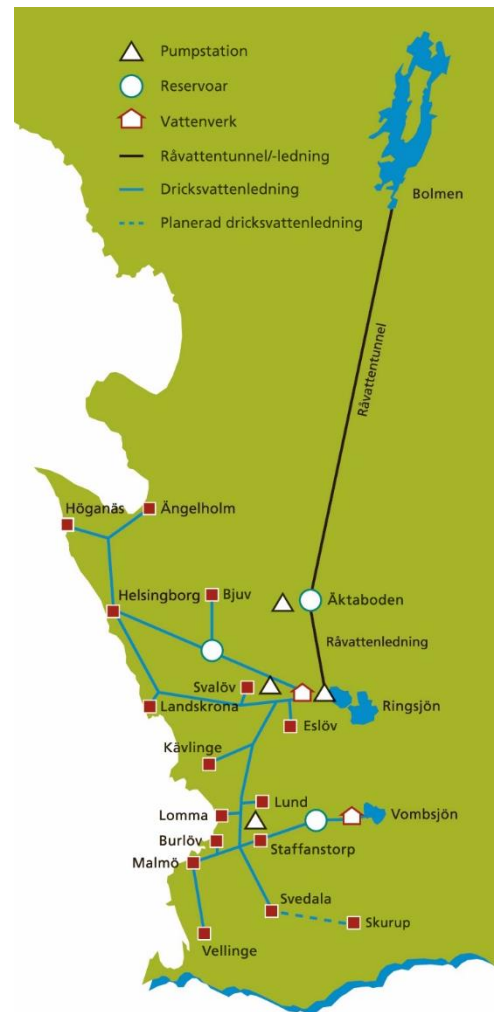 Pumpstation
Reservoar
Vattenverk
Råvattentunnel/-ledning
Dricksvattenledning
Planerad dricksvattenledning
Bolmen
Råvattentunnel
Höganäs
Ängelholm
Helsingborg
Bjuv
Äktaboden
Råvattenledning
Svalöv
Landskrona
Ringsjön
Eslöv
Kävlinge
Lund
Lomma
Vombsjön
Burlöv
Staffanstorp
Malmö
Svedala
Skurup
Vellinge